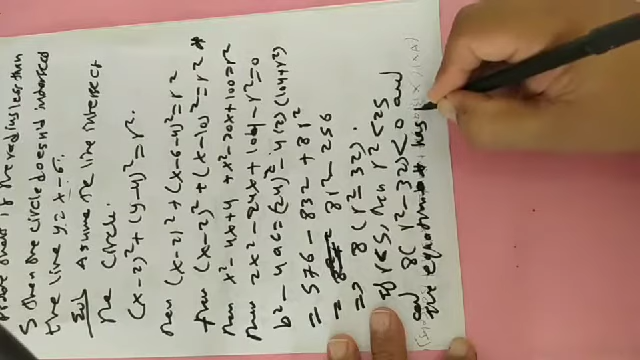 Prove that if the radius less than
5 then the circle doesn't intersect
the line y = x - 6.
Sol Assume the line intersect
the circle.
(x-2)² + (y-4)² = r².
then (x-2)² + (x-6-4)² = r²
then (x-2)² + (x-10)² = r²
then x² - 4x + 4 + x² - 20x + 100 = r²
then 2x² - 24x + 104 - r² = 0
b² - 4ac = (24)² - 4(2)(104+r²)
= 576 - 832 + 8r²
= 8r² - 256
=> 8(r² - 32).
if r<5, then r² < 25
and 8(r² - 32) < 0 and
the equation has